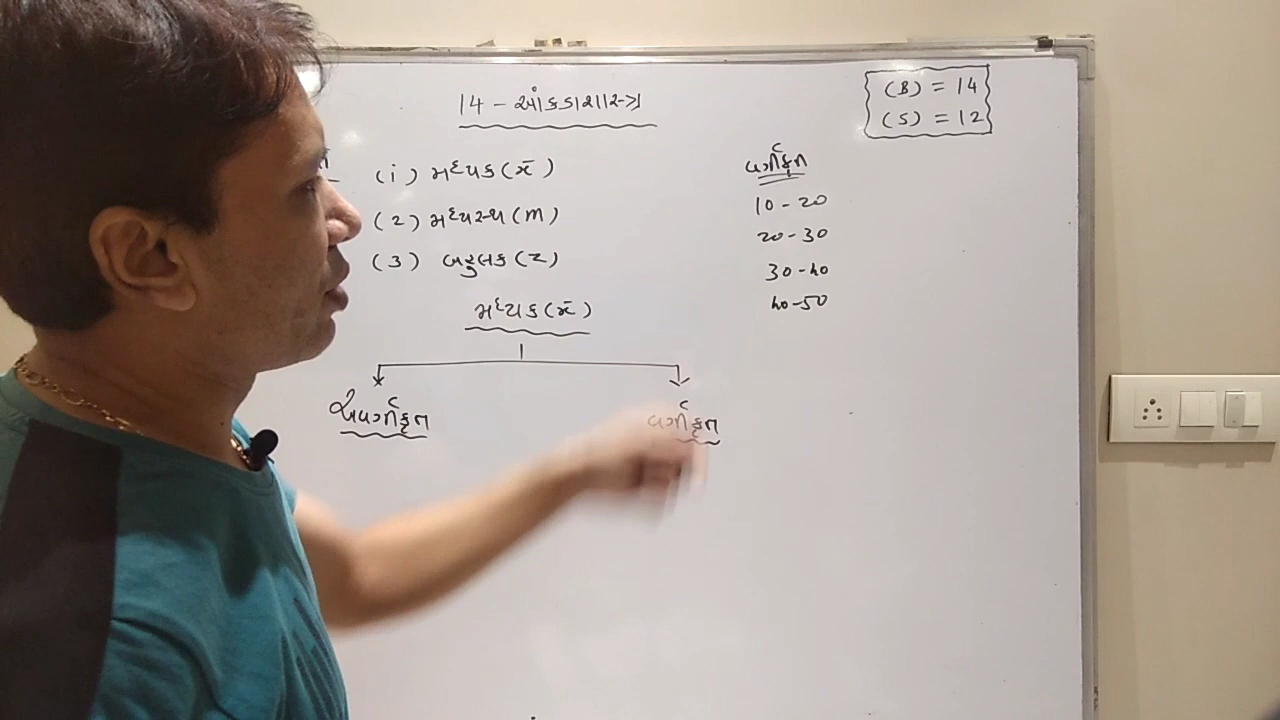 14 - આંકડાશાસ્ત્ર
(B) = 14
(S) = 12
(i) મધ્યક (x̄)
(2) મધ્યસ્થ (M)
(3) બહુલક (Z)
મધ્યક (x̄)
અવર્ગીકૃત
વર્ગીકૃત
વર્ગીકૃત
10 - 20
20 - 30
30 - 40
40 - 50